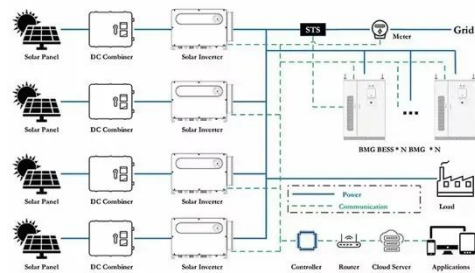 STS
Grid
Meter
Solar Panel
DC Combiner
Solar Inverter
Solar Panel
DC Combiner
Solar Inverter
BMG BESS * N BMG * N
Solar Panel
DC Combiner
Solar Inverter
Power
Communication
Load
Solar Panel
DC Combiner
Solar Inverter
Controller
Router
Cloud Server
Applications